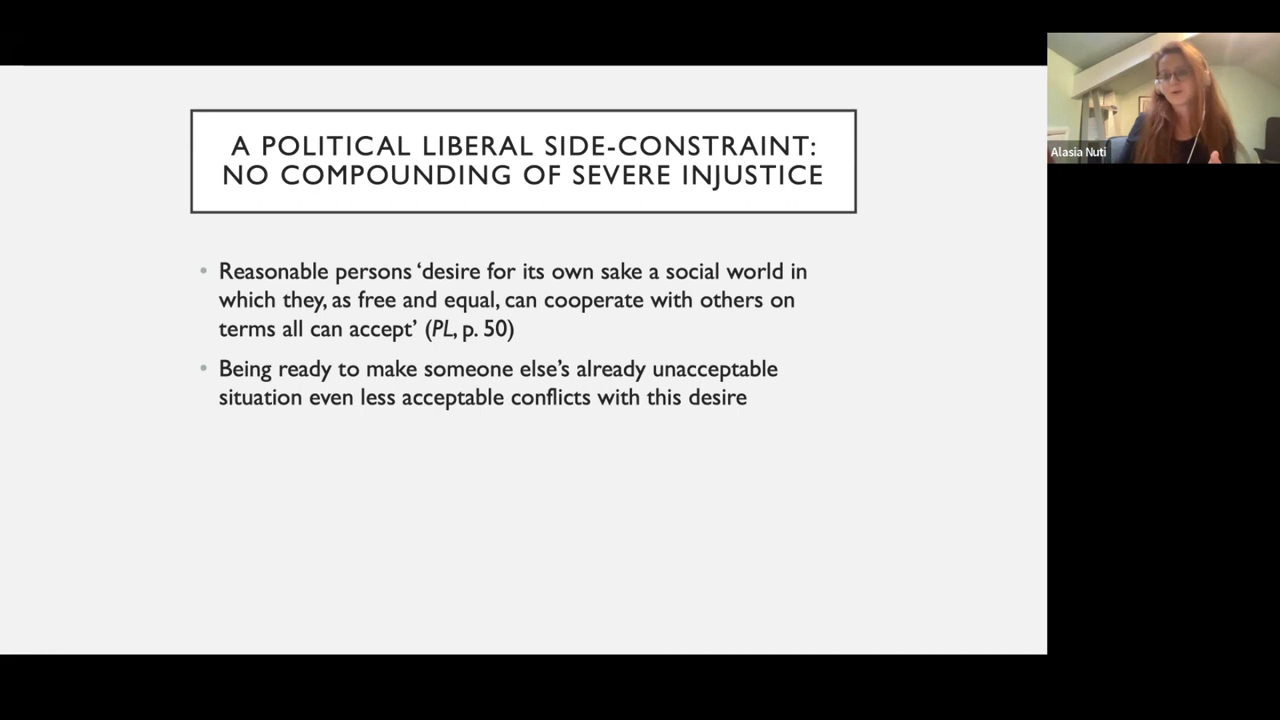 A POLITICAL LIBERAL SIDE-CONSTRAINT:
NO COMPOUNDING OF SEVERE INJUSTICE
• Reasonable persons ‘desire for its own sake a social world in
which they, as free and equal, can cooperate with others on
terms all can accept’ (PL, p. 50)
• Being ready to make someone else’s already unacceptable
situation even less acceptable conflicts with this desire
Alasia Nuti